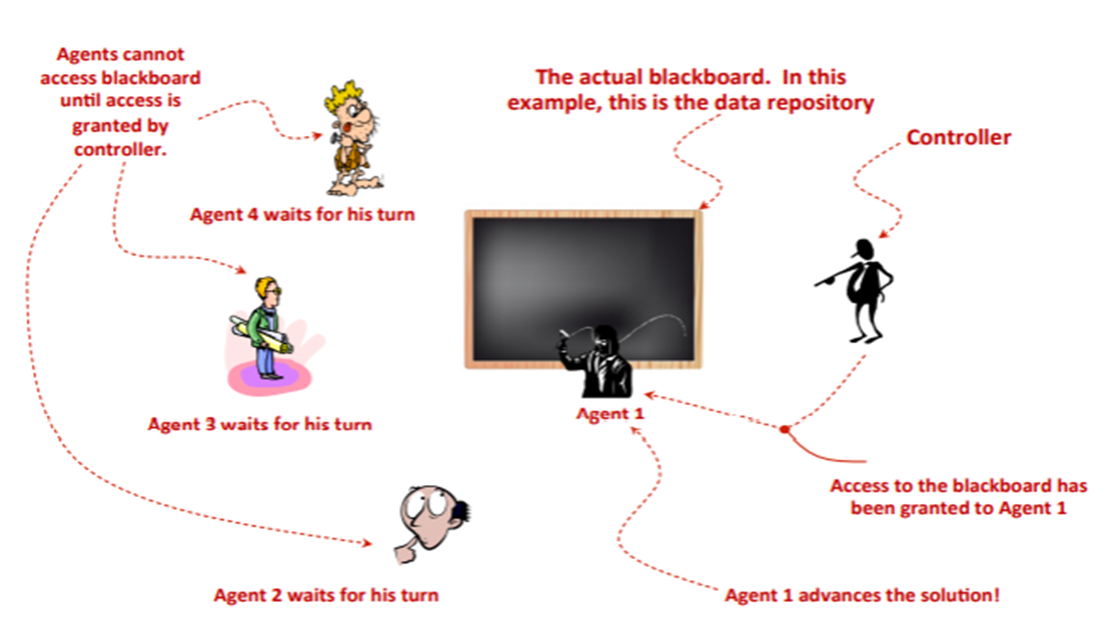 Agents cannot
access blackboard
until access is
granted by
controller.
The actual blackboard. In this
example, this is the data repository
Controller
Agent 4 waits for his turn
Agent 3 waits for his turn
Agent 1
Access to the blackboard has
been granted to Agent 1
Agent 2 waits for his turn
Agent 1 advances the solution!